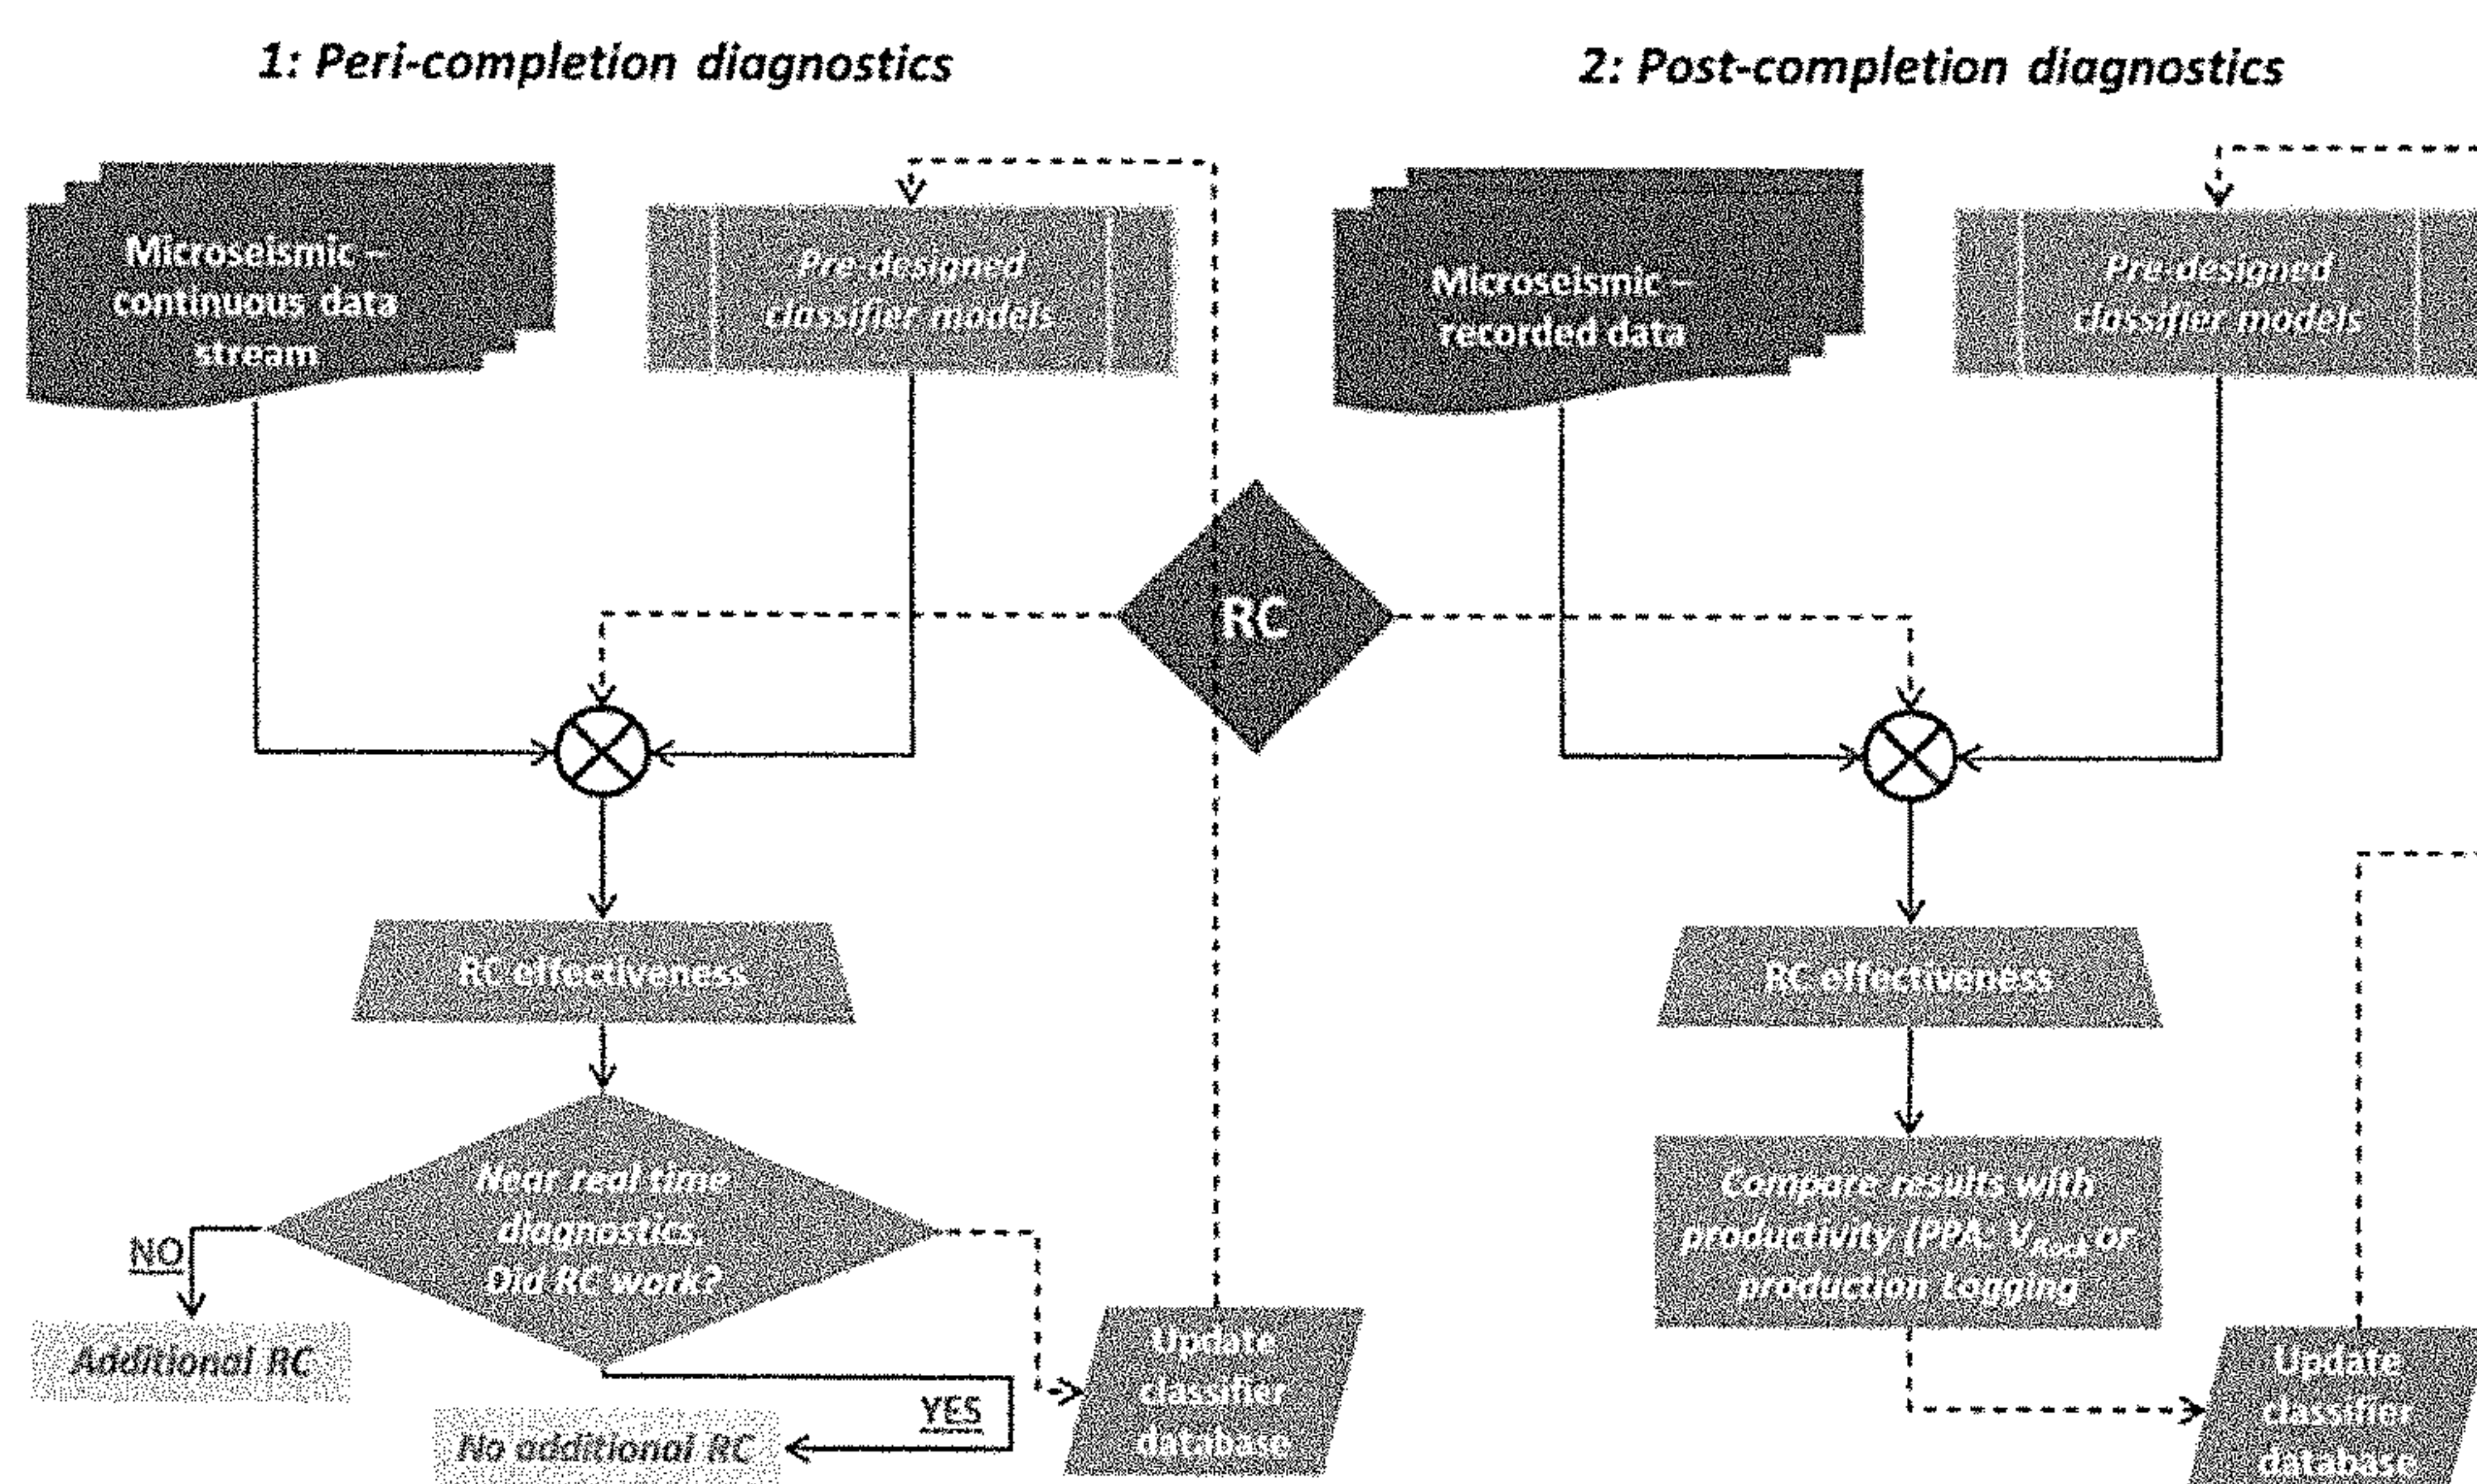 1: Peri-completion diagnostics
Microseismic –
continuous data
stream
Pre-designed
classifier models
RC
RC effectiveness
Near real time
diagnostics.
Did RC work?
NO
Additional RC
YES
No additional RC
Update
classifier
database
2: Post-completion diagnostics
Microseismic –
recorded data
Pre-designed
classifier models
RC effectiveness
Compare results with
productivity (PPA: VRock or
production Logging
Update
classifier
database